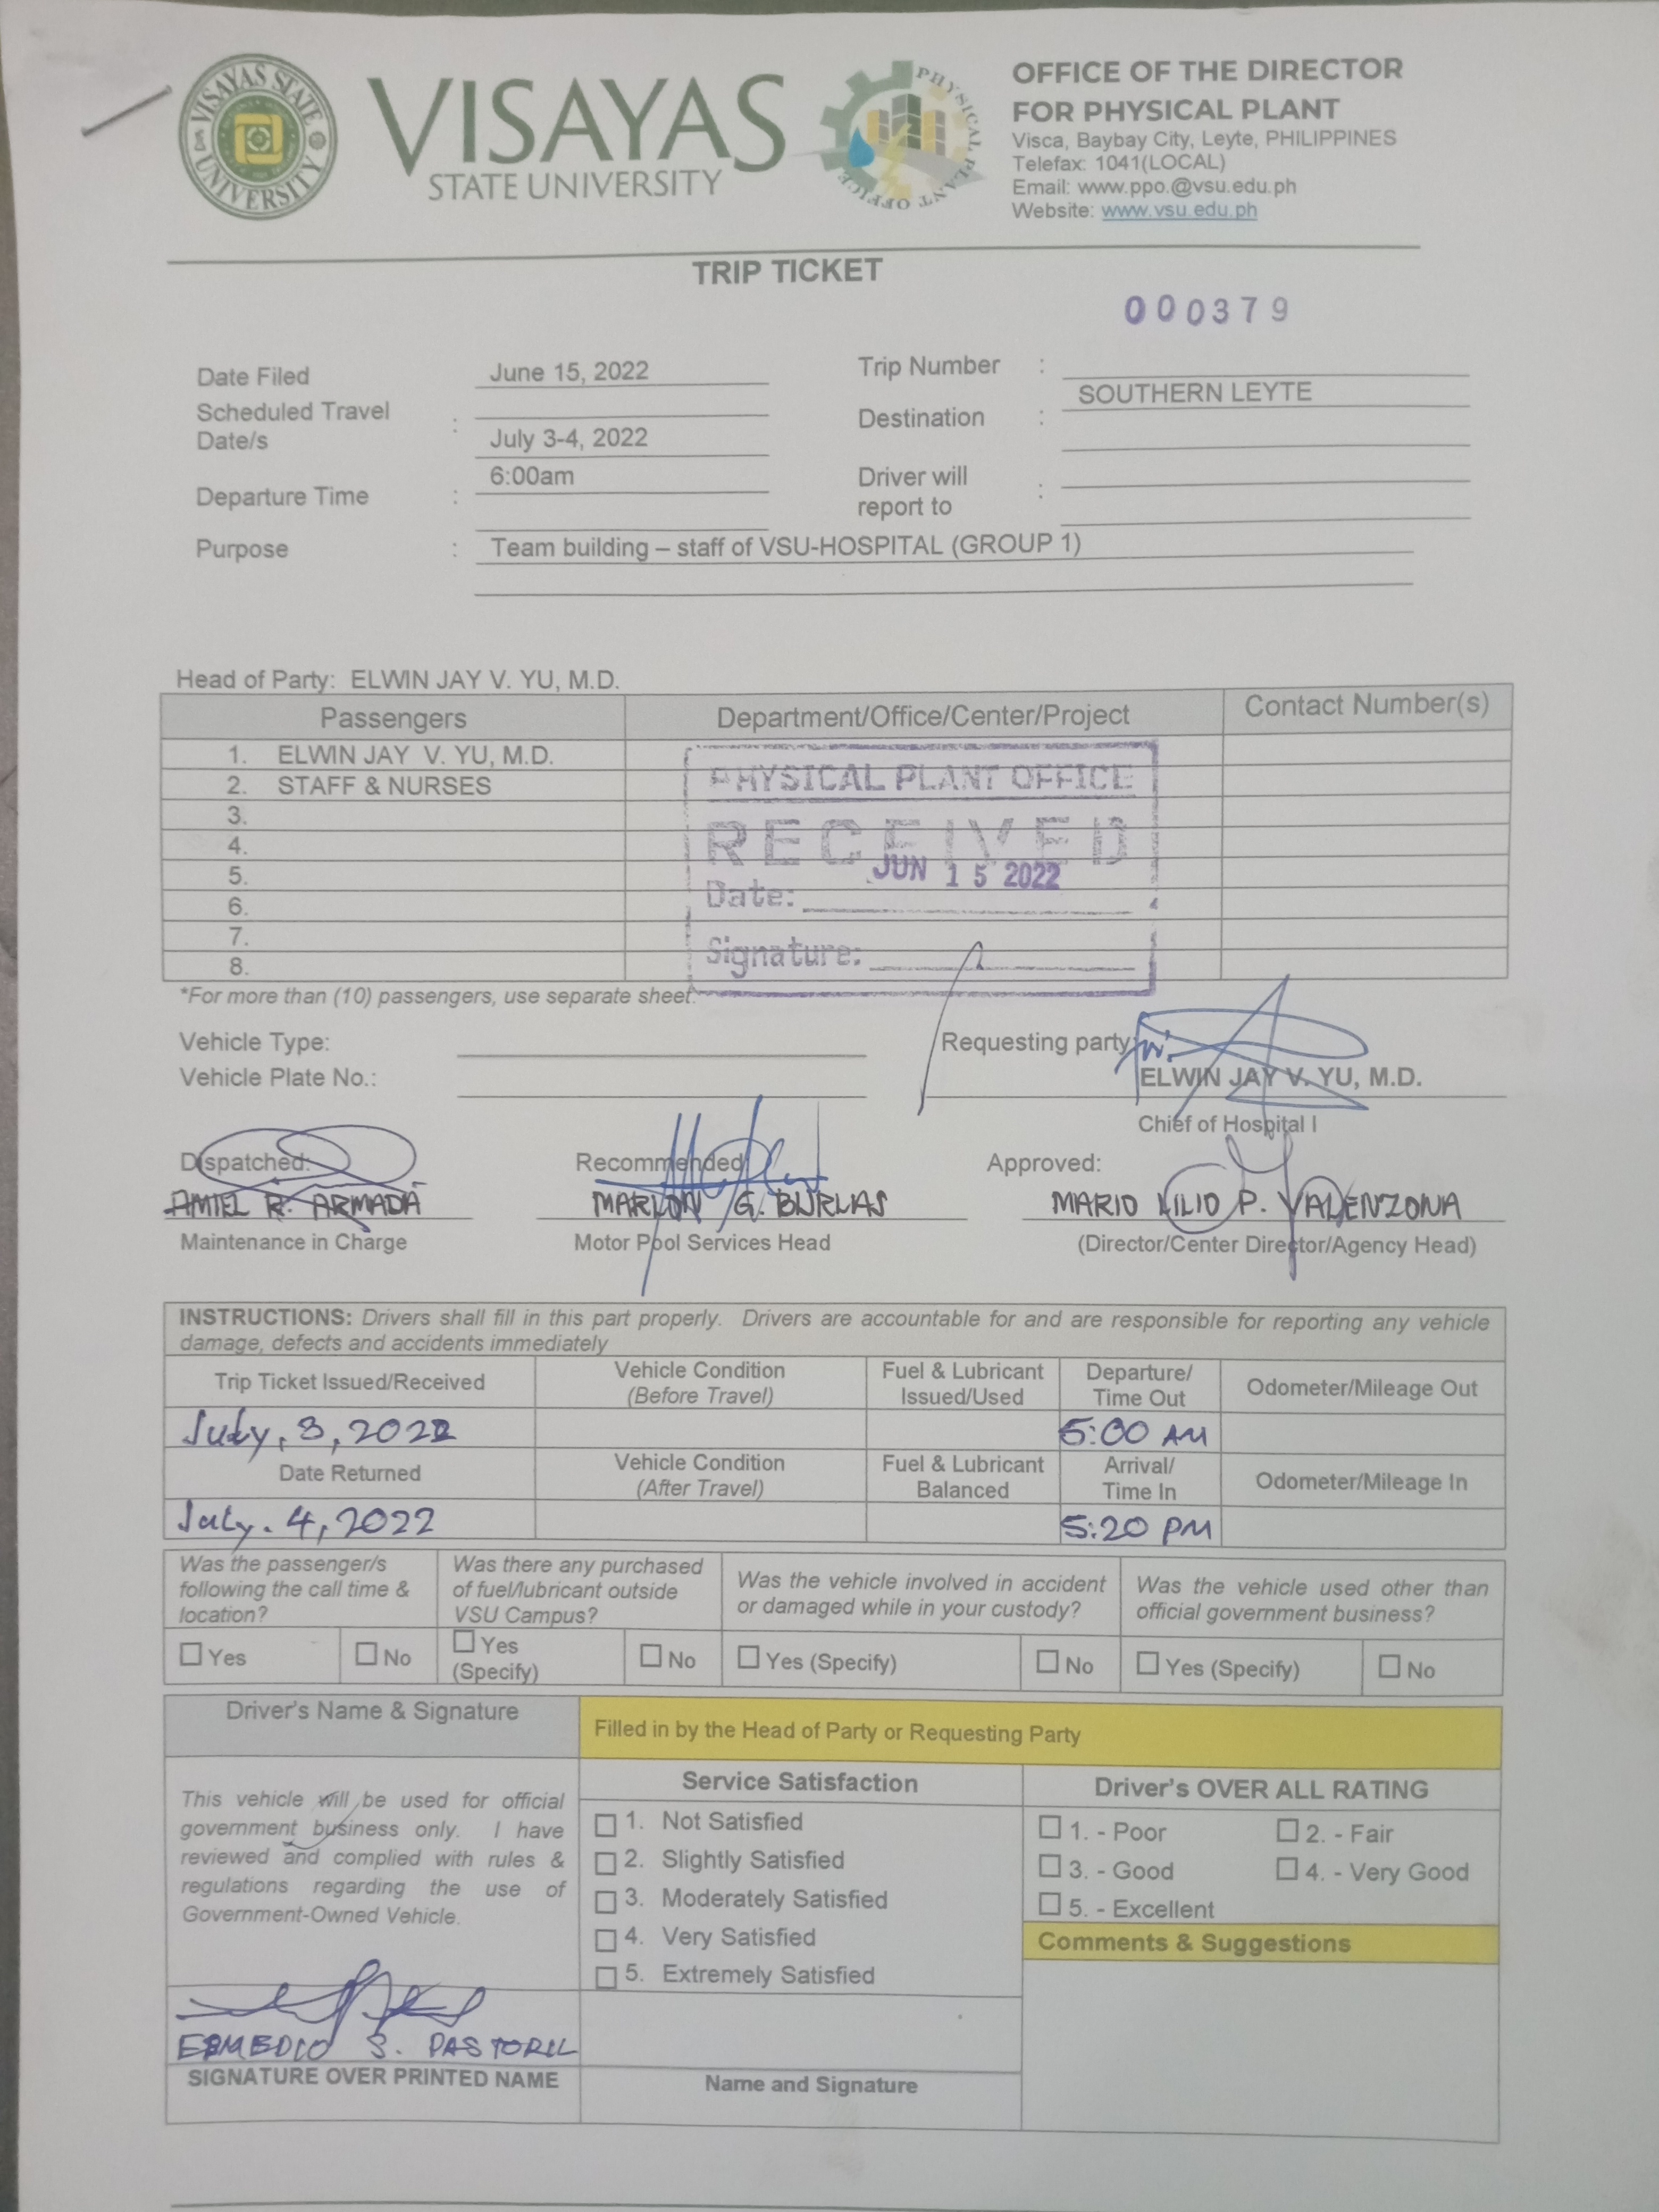 VISAYAS STATE UNIVERSITY
VISAYAS
STATE UNIVERSITY
PHYSICAL PLANT OFFICE
OFFICE OF THE DIRECTOR
FOR PHYSICAL PLANT
Visca, Baybay City, Leyte, PHILIPPINES
Telefax: 1041(LOCAL)
Email: www.ppo.@vsu.edu.ph
Website: www.vsu.edu.ph
TRIP TICKET
000379
Date Filed June 15, 2022 Trip Number :
Scheduled Travel Date/s : July 3-4, 2022 Destination : SOUTHERN LEYTE
Departure Time : 6:00am Driver will report to :
Purpose : Team building – staff of VSU-HOSPITAL (GROUP 1)
Head of Party: ELWIN JAY V. YU, M.D.
Passengers Department/Office/Center/Project Contact Number(s)
1. ELWIN JAY V. YU, M.D.
2. STAFF & NURSES
3.
4.
5.
6.
7.
8.
PHYSICAL PLANT OFFICE
RECEIVED
JUN 15 2022
Date:
Signature:
*For more than (10) passengers, use separate sheet.
Vehicle Type: Requesting party:
Vehicle Plate No.: ELWIN JAY V. YU, M.D.
Chief of Hospital I
Dispatched: Recommended Approved:
AMIEL R. ARMADA MARLON G. BURLAS MARIO LILIO P. VALENZONA
Maintenance in Charge Motor Pool Services Head (Director/Center Director/Agency Head)
INSTRUCTIONS: Drivers shall fill in this part properly. Drivers are accountable for and are responsible for reporting any vehicle
damage, defects and accidents immediately
Trip Ticket Issued/Received Vehicle Condition (Before Travel) Fuel & Lubricant Issued/Used Departure/ Time Out Odometer/Mileage Out
July, 3, 2022 5:00 AM
Date Returned Vehicle Condition (After Travel) Fuel & Lubricant Balanced Arrival/ Time In Odometer/Mileage In
July. 4, 2022 5:20 PM
Was the passenger/s following the call time & location?
Was there any purchased of fuel/lubricant outside VSU Campus?
Was the vehicle involved in accident or damaged while in your custody?
Was the vehicle used other than official government business?
Yes No Yes (Specify) No Yes (Specify) No Yes (Specify) No
Driver's Name & Signature
Filled in by the Head of Party or Requesting Party
This vehicle will be used for official
government business only. I have
reviewed and complied with rules &
regulations regarding the use of
Government-Owned Vehicle.
Service Satisfaction
1. Not Satisfied
2. Slightly Satisfied
3. Moderately Satisfied
4. Very Satisfied
5. Extremely Satisfied
Driver's OVER ALL RATING
1. - Poor 2. - Fair
3. - Good 4. - Very Good
5. - Excellent
Comments & Suggestions
S. PASTORIL
SIGNATURE OVER PRINTED NAME
Name and Signature